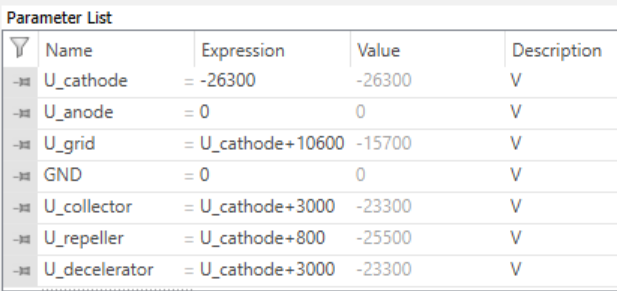 Parameter List
Name Expression Value Description
U_cathode = -26300 -26300 V
U_anode = 0 0 V
U_grid = U_cathode+10600 -15700 V
GND = 0 0 V
U_collector = U_cathode+3000 -23300 V
U_repeller = U_cathode+800 -25500 V
U_decelerator = U_cathode+3000 -23300 V